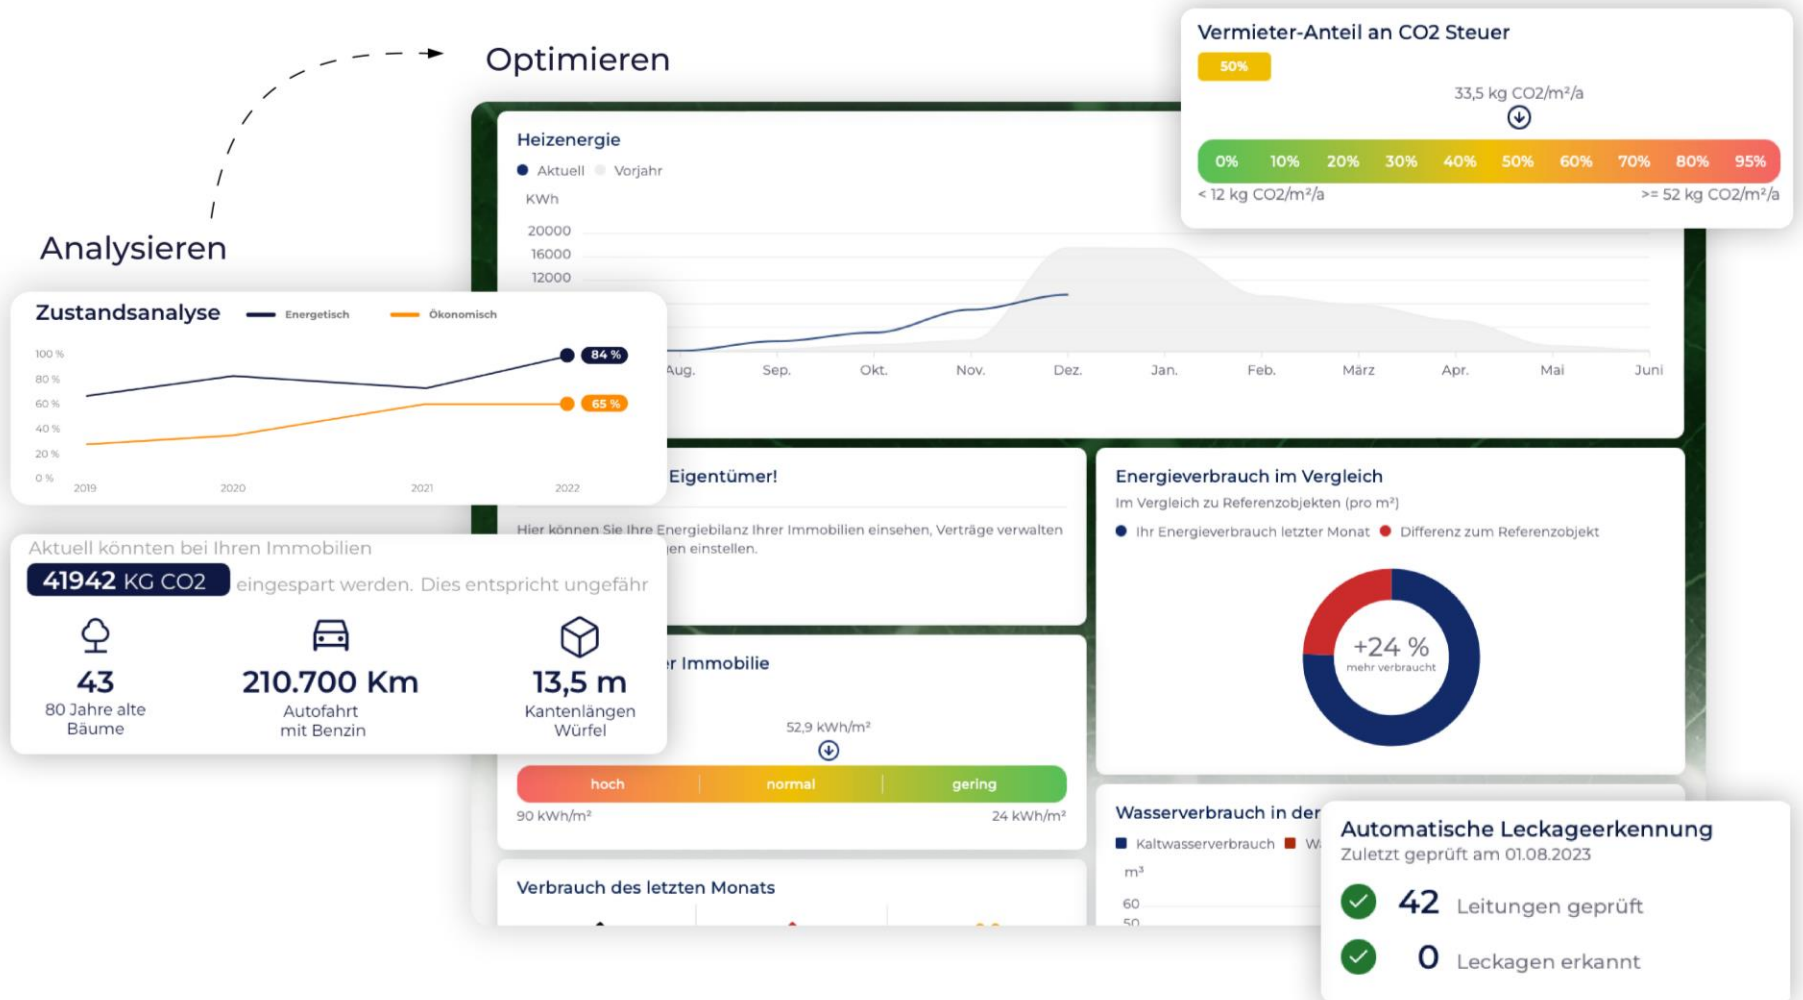 Optimieren
Analysieren
Vermieter-Anteil an CO2 Steuer
50%
33,5 kg CO2/m²/a
0% 10% 20% 30% 40% 50% 60% 70% 80% 95%
< 12 kg CO2/m²/a >= 52 kg CO2/m²/a
Heizenergie
Aktuell Vorjahr
KWh
20000
16000
12000
Aug. Sep. Okt. Nov. Dez. Jan. Feb. März Apr. Mai Juni
Zustandsanalyse Energetisch Ökonomisch
100 %
80 %
60 %
40 %
20 %
0 %
84 %
65 %
2019 2020 2021 2022
Eigentümer!
Hier können Sie Ihre Energiebilanz Ihrer Immobilien einsehen, Verträge verwalten
en einstellen.
Aktuell könnten bei Ihren Immobilien
41942 KG CO2 eingespart werden. Dies entspricht ungefähr
43
80 Jahre alte
Bäume
210.700 Km
Autofahrt
mit Benzin
13,5 m
Kantenlängen
Würfel
Immobilie
52,9 kWh/m²
hoch normal gering
90 kWh/m² 24 kWh/m²
Verbrauch des letzten Monats
Energieverbrauch im Vergleich
Im Vergleich zu Referenzobjekten (pro m²)
Ihr Energieverbrauch letzter Monat Differenz zum Referenzobjekt
+24 %
mehr verbraucht
Wasserverbrauch in der
Kaltwasserverbrauch
m³
60
50
Automatische Leckageerkennung
Zuletzt geprüft am 01.08.2023
42 Leitungen geprüft
0 Leckagen erkannt